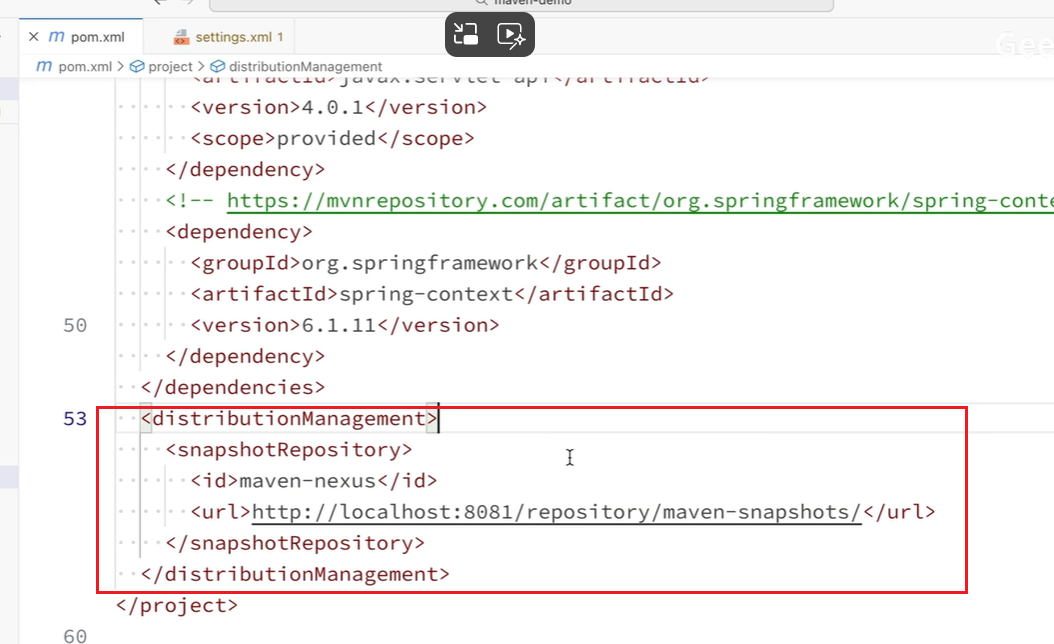 maven-demo
pom.xml
settings.xml 1
Gee
pom.xml > project > distributionManagement
<artifactId>javax.servlet-api</artifactId>
<version>4.0.1</version>
<scope>provided</scope>
</dependency>
<!-- https://mvnrepository.com/artifact/org.springframework/spring-conte
<dependency>
<groupId>org.springframework</groupId>
<artifactId>spring-context</artifactId>
50 <version>6.1.11</version>
</dependency>
</dependencies>
53 <distributionManagement>
<snapshotRepository>
<id>maven-nexus</id>
<url>http://localhost:8081/repository/maven-snapshots/</url>
</snapshotRepository>
</distributionManagement>
</project>
60